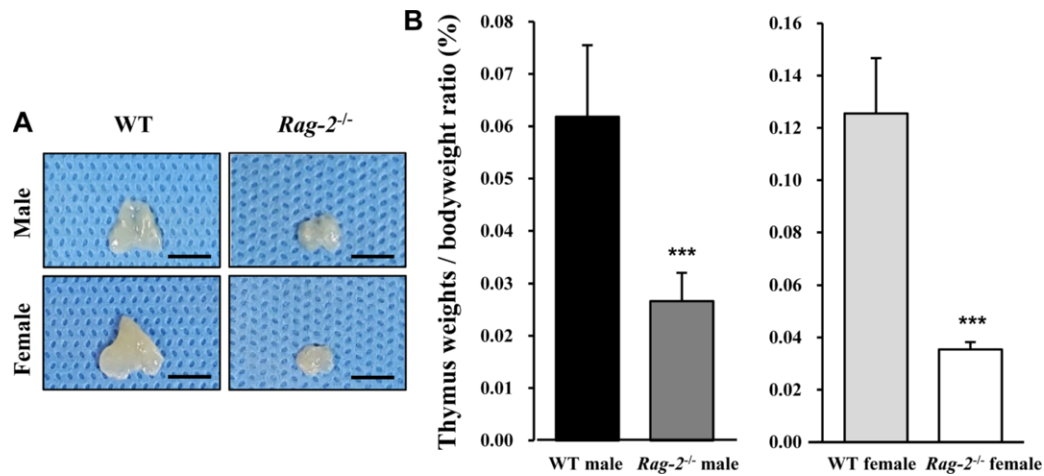 A
WT
Rag-2-/-
Male
Female
B
Thymus weights / bodyweight ratio (%)
0.08
0.07
0.06
0.05
0.04
0.03
0.02
0.01
0.00
***
WT male
Rag-2-/- male
0.16
0.14
0.12
0.10
0.08
0.06
0.04
0.02
0.00
***
WT female
Rag-2-/- female